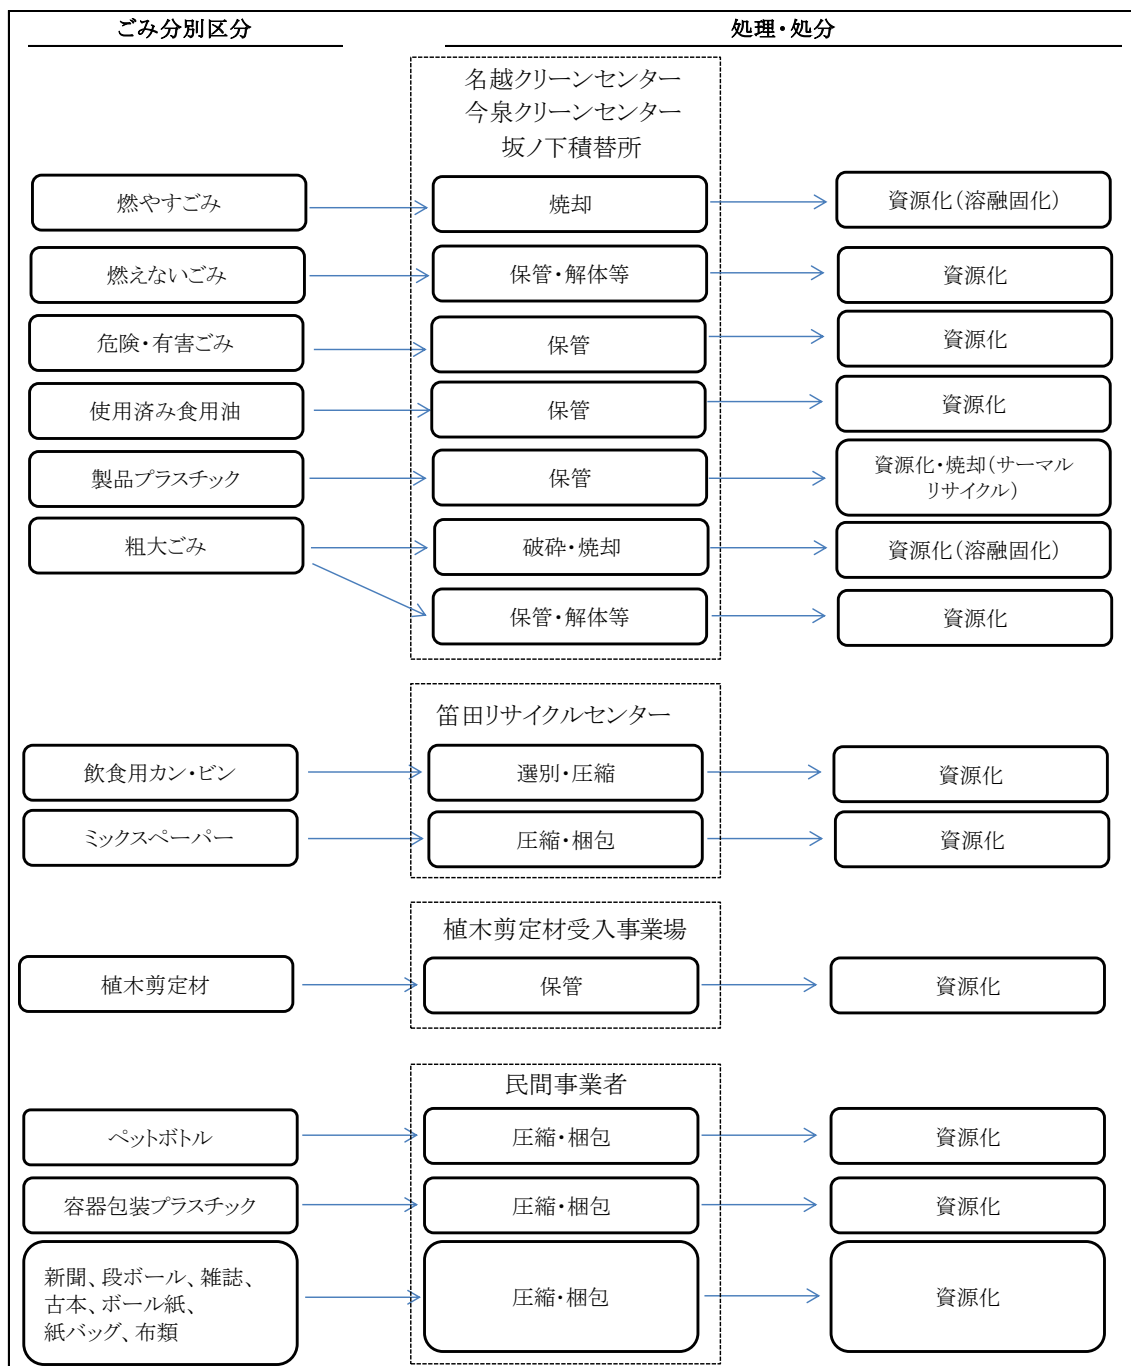 ごみ分別区分
処理・処分
名越クリーンセンター
今泉クリーンセンター
坂ノ下積替所
燃やすごみ
焼却
資源化(溶融固化)
燃えないごみ
保管・解体等
資源化
危険・有害ごみ
保管
資源化
使用済み食用油
保管
資源化
製品プラスチック
保管
資源化・焼却(サーマル
リサイクル)
粗大ごみ
破砕・焼却
資源化(溶融固化)
保管・解体等
資源化
笛田リサイクルセンター
飲食用カン・ビン
選別・圧縮
資源化
ミックスペーパー
圧縮・梱包
資源化
植木剪定材受入事業場
植木剪定材
保管
資源化
民間事業者
ペットボトル
圧縮・梱包
資源化
容器包装プラスチック
圧縮・梱包
資源化
新聞、段ボール、雑誌、
古本、ボール紙、
紙バッグ、布類
圧縮・梱包
資源化